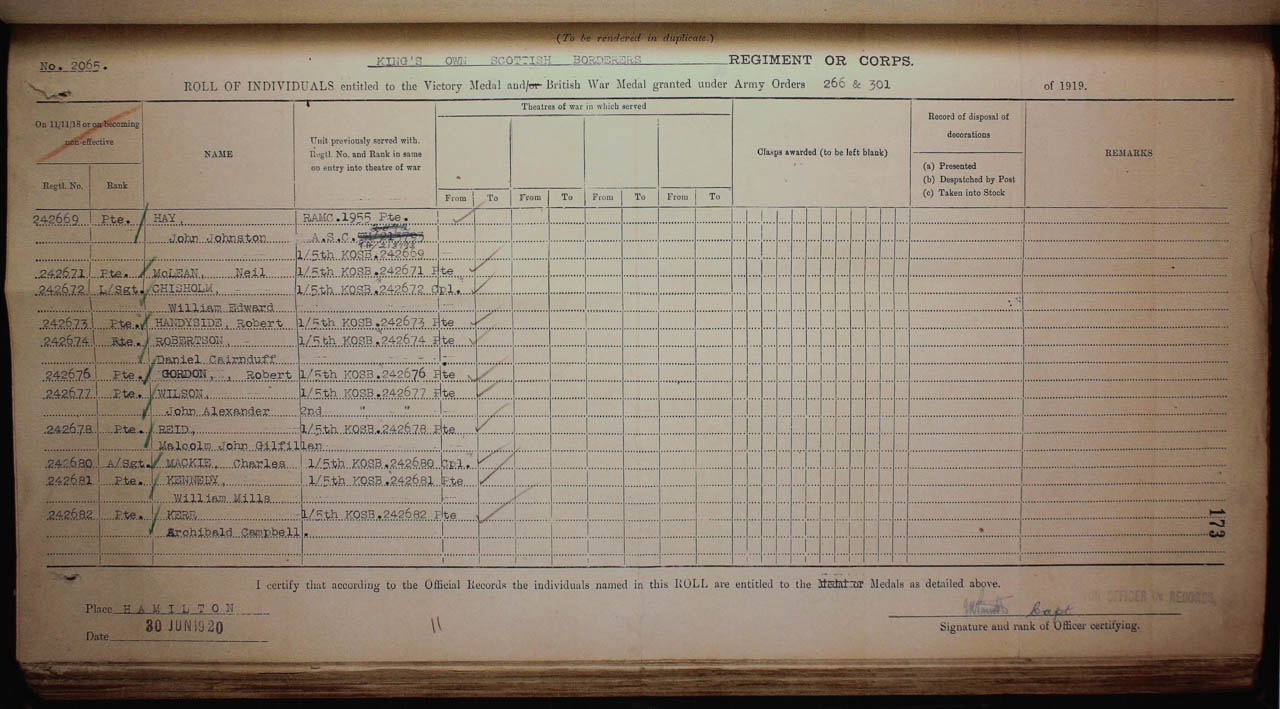 (To be rendered in duplicate.)
No. 2065.
KING'S OWN SCOTTISH BORDERERS REGIMENT OR CORPS.
ROLL OF INDIVIDUALS entitled to the Victory Medal and/or British War Medal granted under Army Orders 266 & 301 of 1919.
On 11/11/18 or on becoming non-effective
Regtl. No. Rank
NAME
Unit previously served with.
Regtl. No. and Rank in same
on entry into theatre of war
Theatres of war in which served
From To From To From To From To
Clasps awarded (to be left blank)
Record of disposal of
decorations
(a) Presented
(b) Despatched by Post
(c) Taken into Stock
REMARKS
242669 Pte. HAY, RAMC.1955 Pte.
John Johnston A.S.C.
1/5th KOSB.242669
242671 Pte. McLEAN, Neil 1/5th KOSB.242671 Pte
242672 L/Sgt. CHISHOLM, 1/5th KOSB.242672 Cpl.
William Edward
242673 Pte. HANDYSIDE, Robert 1/5th KOSB.242673 Pte
242674 Pte. ROBERTSON, 1/5th KOSB.242674 Pte
Daniel Cairnduff
242676 Pte. GORDON, , Robert 1/5th KOSB.242676 Pte
242677 Pte. WILSON, 1/5th KOSB.242677 Pte
John Alexander 2nd " "
242678 Pte. REID, 1/5th KOSB.242678 Pte
Malcolm John Gilfillan
242680 A/Sgt. MACKIE, Charles 1/5th KOSB.242680 Cpl.
242681 Pte. KENNEDY, 1/5th KOSB.242681 Pte
William Mills
242682 Pte. KERR 1/5th KOSB.242682 Pte
Archibald Campbell.
173
I certify that according to the Official Records the individuals named in this ROLL are entitled to the Medal or Medals as detailed above.
Place HAMILTON
Date 30 JUN 1920
11
Capt
OFFICER i/c RECORDS,
Signature and rank of Officer certifying.